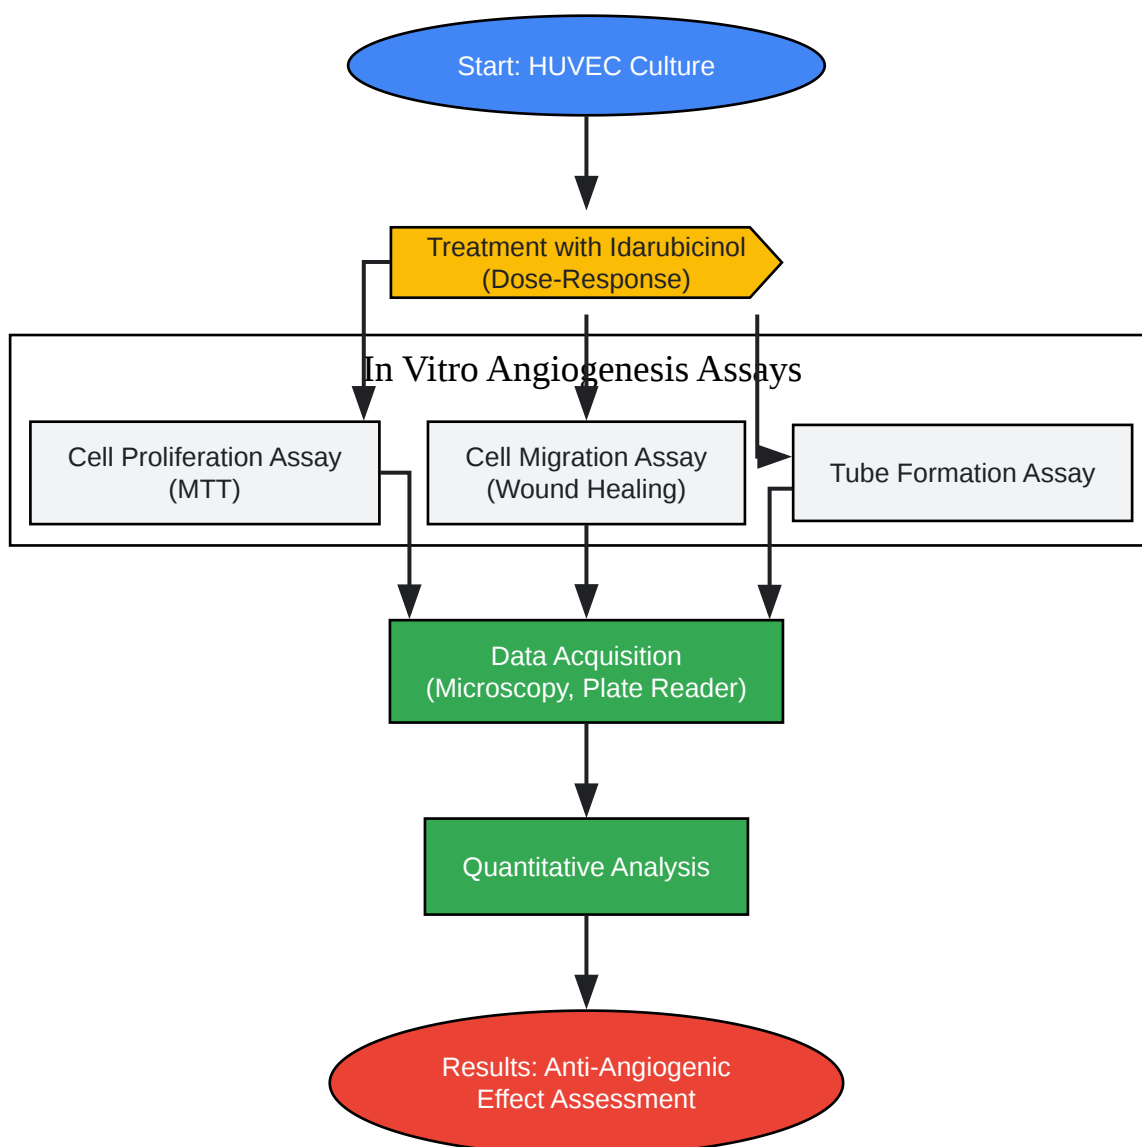 Start: HUVEC Culture
Treatment with Idarubicinol
(Dose-Response)
In Vitro Angiogenesis Assays
Cell Proliferation Assay
(MTT)
Cell Migration Assay
(Wound Healing)
Tube Formation Assay
Data Acquisition
(Microscopy, Plate Reader)
Quantitative Analysis
Results: Anti-Angiogenic
Effect Assessment